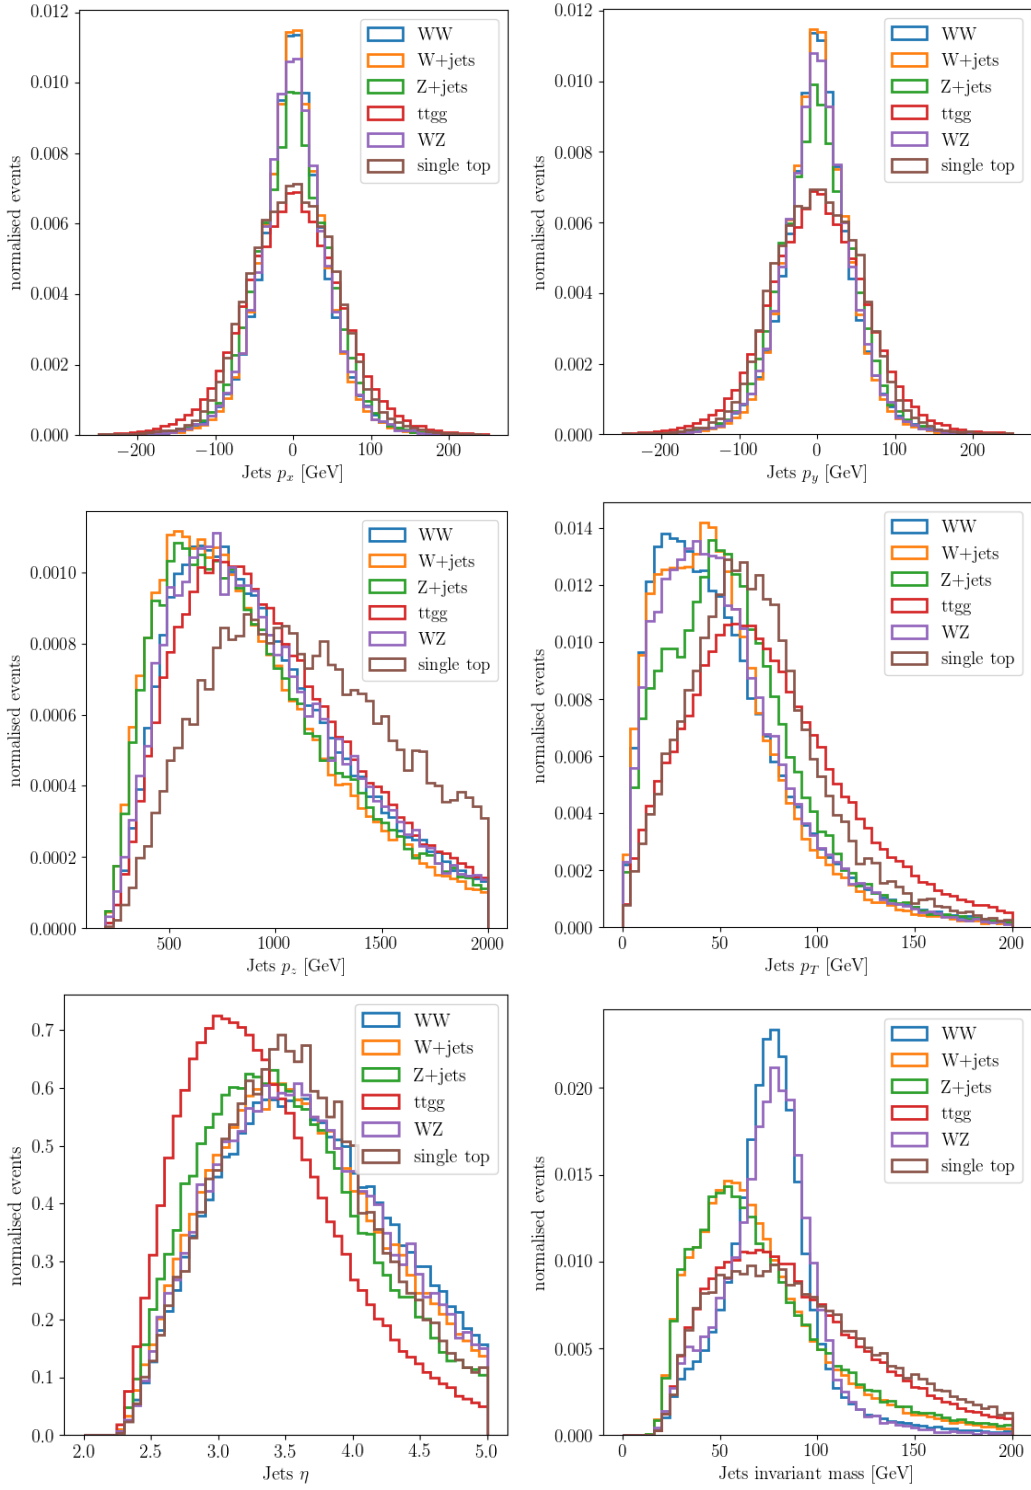 0.012
0.010
0.008
0.006
0.004
0.002
0.000
normalised events
WW
W+jets
Z+jets
ttgg
WZ
single top
−200
−100
0
100
200
Jets p_x [GeV]
0.012
0.010
0.008
0.006
0.004
0.002
0.000
normalised events
WW
W+jets
Z+jets
ttgg
WZ
single top
−200
−100
0
100
200
Jets p_y [GeV]
0.0010
0.0008
0.0006
0.0004
0.0002
0.0000
normalised events
WW
W+jets
Z+jets
ttgg
WZ
single top
500
1000
1500
2000
Jets p_z [GeV]
0.014
0.012
0.010
0.008
0.006
0.004
0.002
0.000
normalised events
WW
W+jets
Z+jets
ttgg
WZ
single top
0
50
100
150
200
Jets p_T [GeV]
0.7
0.6
0.5
0.4
0.3
0.2
0.1
0.0
normalised events
WW
W+jets
Z+jets
ttgg
WZ
single top
2.0
2.5
3.0
3.5
4.0
4.5
5.0
Jets η
0.020
0.015
0.010
0.005
0.000
normalised events
WW
W+jets
Z+jets
ttgg
WZ
single top
0
50
100
150
200
Jets invariant mass [GeV]